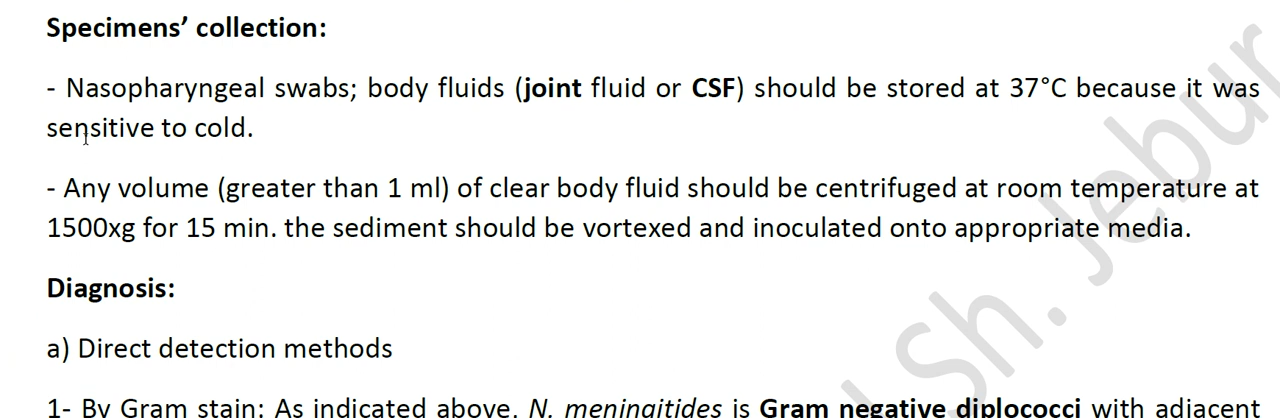 Specimens’ collection:
- Nasopharyngeal swabs; body fluids (joint fluid or CSF) should be stored at 37°C because it was
sensitive to cold.
- Any volume (greater than 1 ml) of clear body fluid should be centrifuged at room temperature at
1500xg for 15 min. the sediment should be vortexed and inoculated onto appropriate media.
Diagnosis:
a) Direct detection methods
1- By Gram stain: As indicated above, N. meningitides is Gram negative diplococci with adjacent
Sh. Jebur